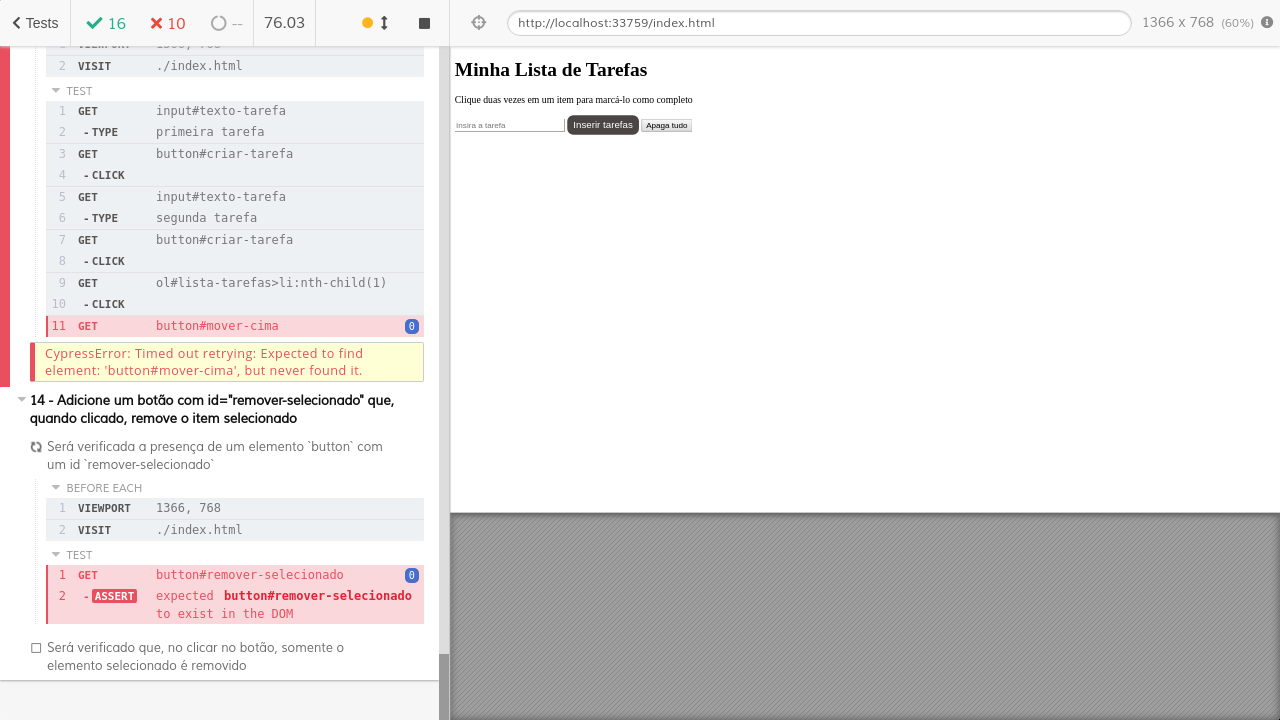 Tests
16
10
--
76.03
http://localhost:33759/index.html
1366 x 768 (60%)
2 VISIT ./index.html
TEST
1 GET input#texto-tarefa
2 - TYPE primeira tarefa
3 GET button#criar-tarefa
4 - CLICK
5 GET input#texto-tarefa
6 - TYPE segunda tarefa
7 GET button#criar-tarefa
8 - CLICK
9 GET ol#lista-tarefas>li:nth-child(1)
10 - CLICK
11 GET button#mover-cima 0
CypressError: Timed out retrying: Expected to find
element: 'button#mover-cima', but never found it.
14 - Adicione um botão com id="remover-selecionado" que,
quando clicado, remove o item selecionado
Será verificada a presença de um elemento `button` com
um id `remover-selecionado`
BEFORE EACH
1 VIEWPORT 1366, 768
2 VISIT ./index.html
TEST
1 GET button#remover-selecionado 0
2 - ASSERT expected button#remover-selecionado
to exist in the DOM
Será verificado que, no clicar no botão, somente o
elemento selecionado é removido
Minha Lista de Tarefas
Clique duas vezes em um item para marcá-lo como completo
Insira a tarefa Inserir tarefas Apaga tudo